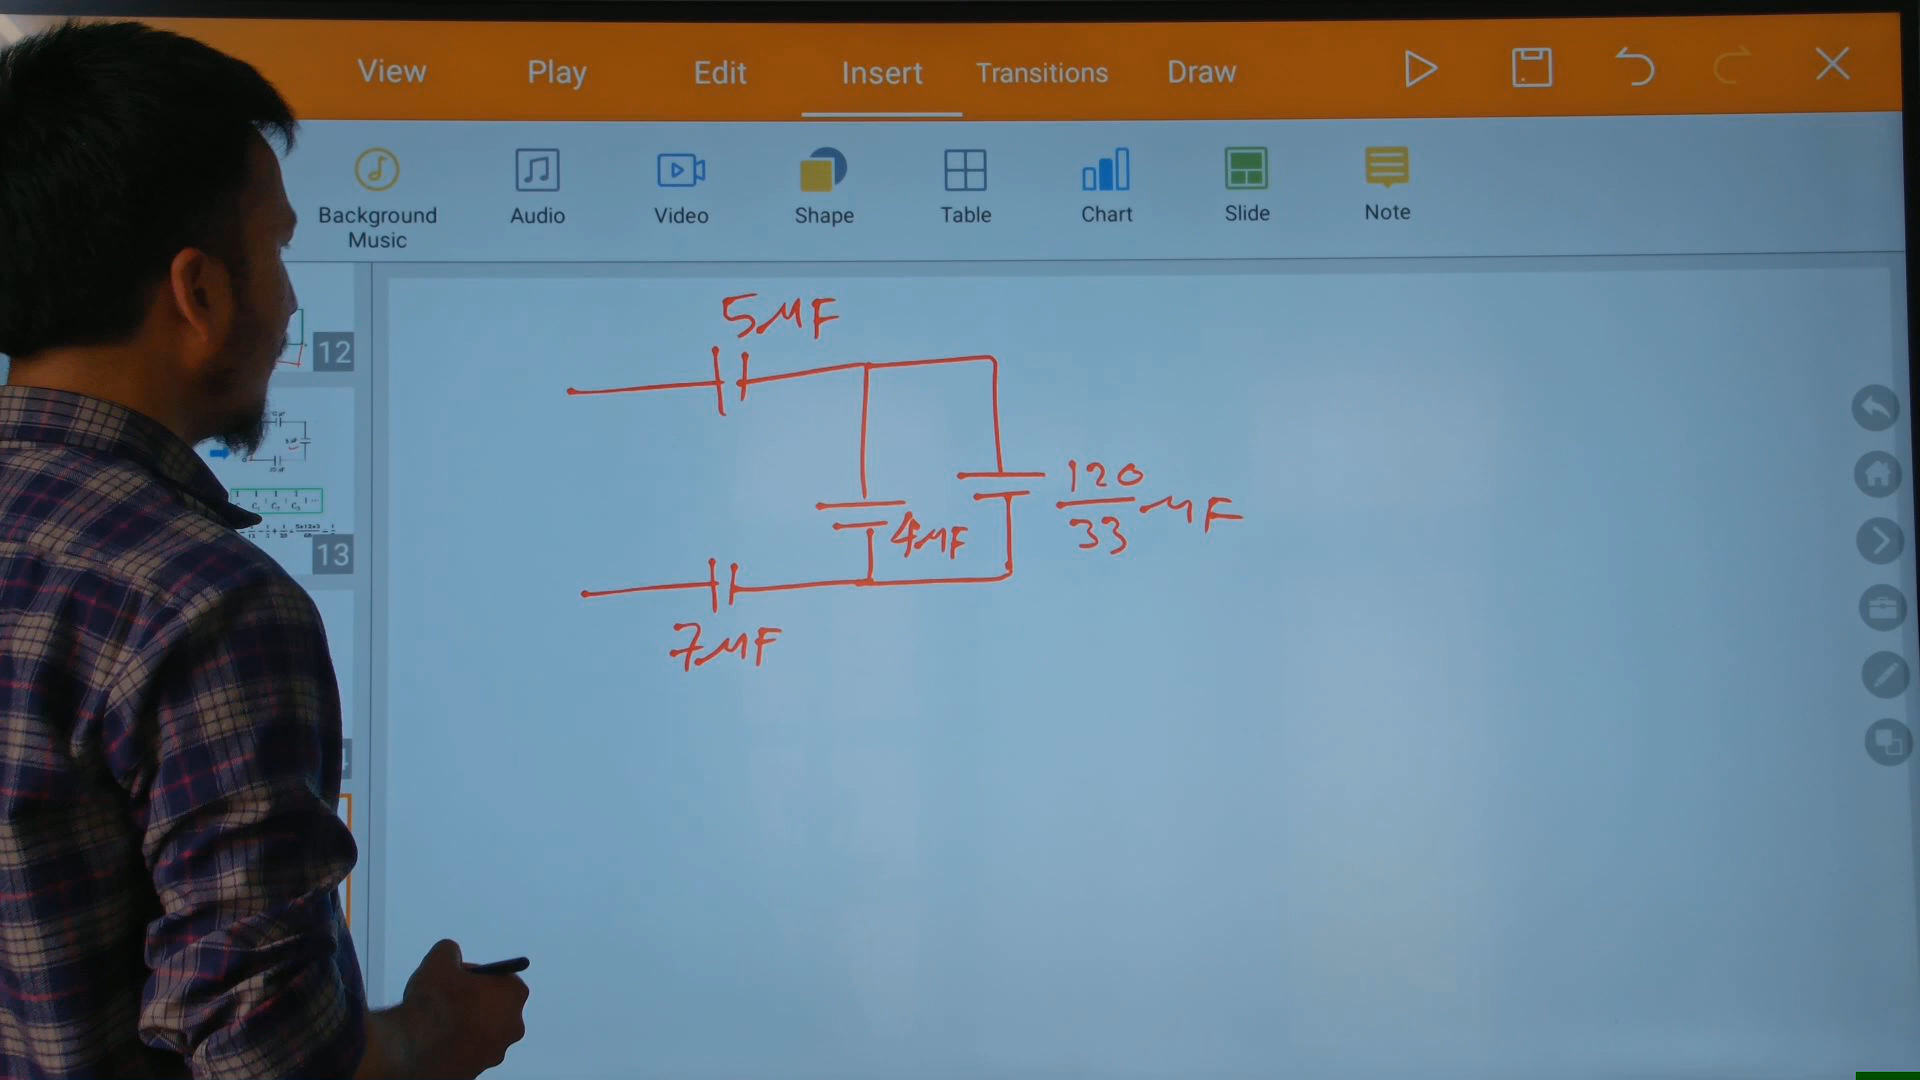 View Play Edit Insert Transitions Draw
Background Music Audio Video Shape Table Chart Slide Note
12
13
5μF
120
33 μF
4μF
7μF